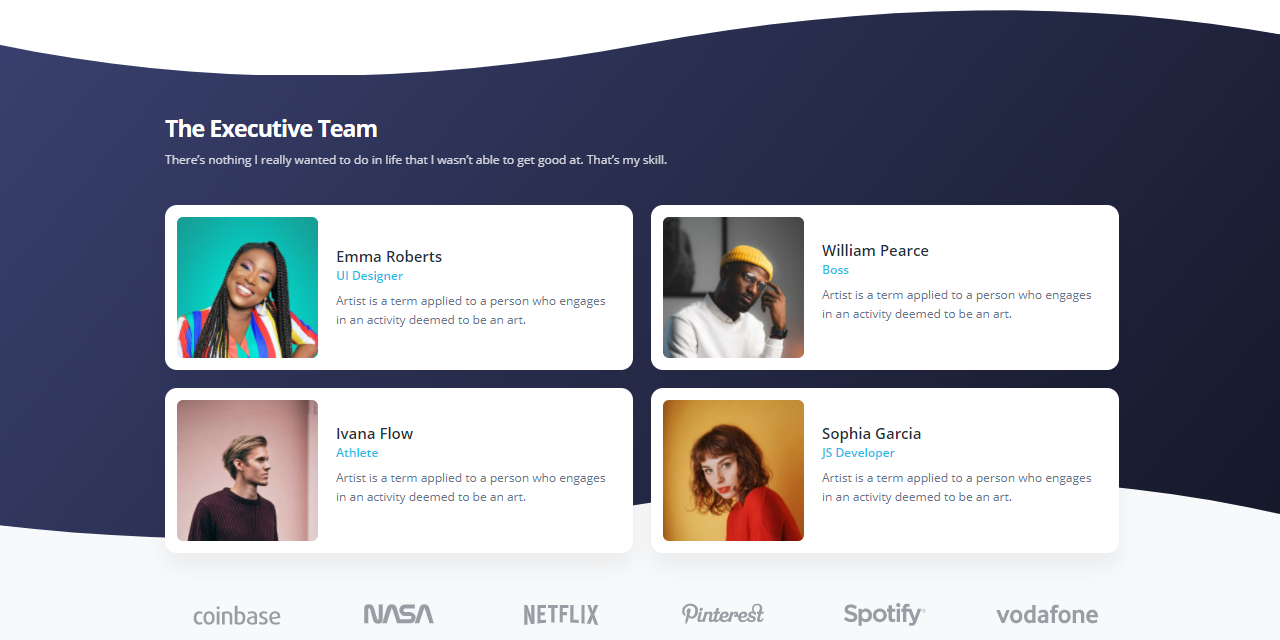 The Executive Team
There’s nothing I really wanted to do in life that I wasn’t able to get good at. That’s my skill.
Emma Roberts
UI Designer
Artist is a term applied to a person who engages
in an activity deemed to be an art.
William Pearce
Boss
Artist is a term applied to a person who engages
in an activity deemed to be an art.
Ivana Flow
Athlete
Artist is a term applied to a person who engages
in an activity deemed to be an art.
Sophia Garcia
JS Developer
Artist is a term applied to a person who engages
in an activity deemed to be an art.
coinbase NASA NETFLIX Pinterest Spotify® vodafone